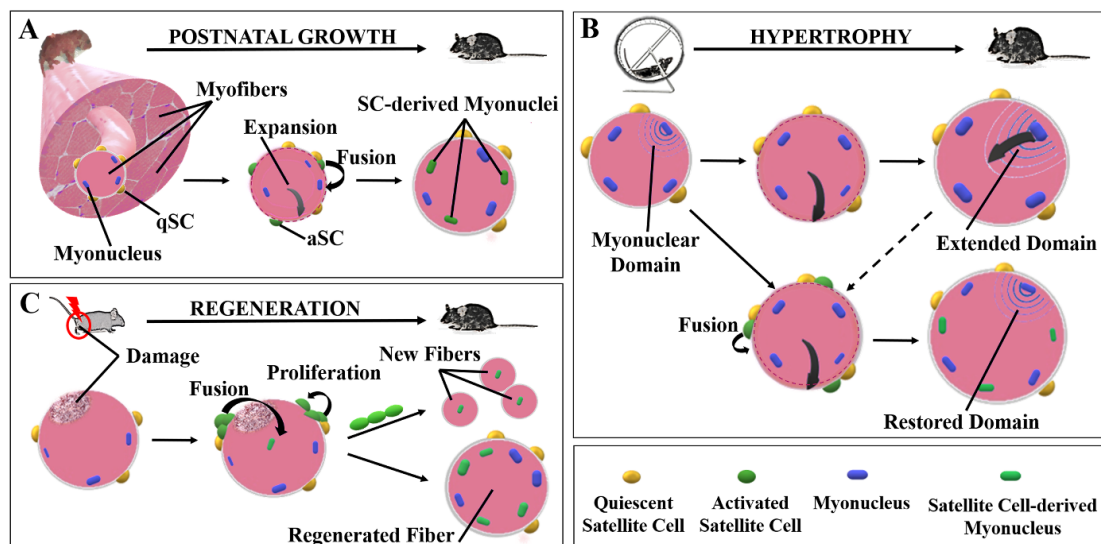 A
POSTNATAL GROWTH
Myofibers
SC-derived Myonuclei
Expansion
Fusion
qSC
aSC
Myonucleus
B
HYPERTROPHY
Myonuclear
Domain
Extended Domain
Fusion
Restored Domain
C
REGENERATION
Damage
New Fibers
Proliferation
Fusion
Regenerated Fiber
Quiescent
Satellite Cell
Activated
Satellite Cell
Myonucleus
Satellite Cell-derived
Myonucleus